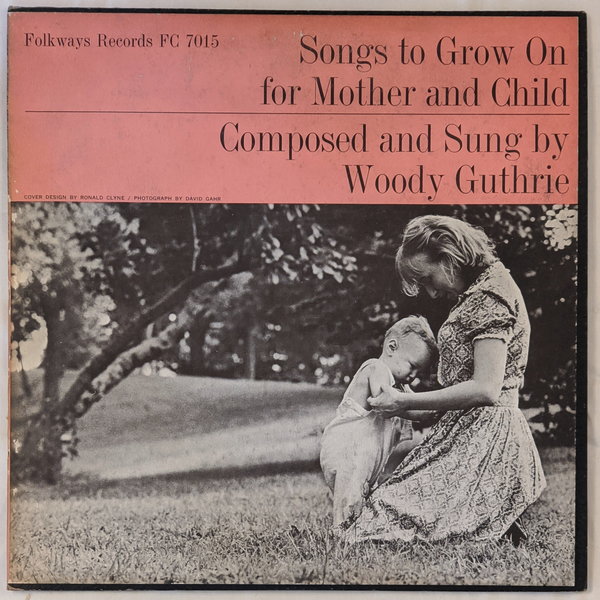 Folkways Records FC 7015
Songs to Grow On
for Mother and Child
Composed and Sung by
Woody Guthrie
COVER DESIGN BY RONALD CLYNE / PHOTOGRAPH BY DAVID GAHR